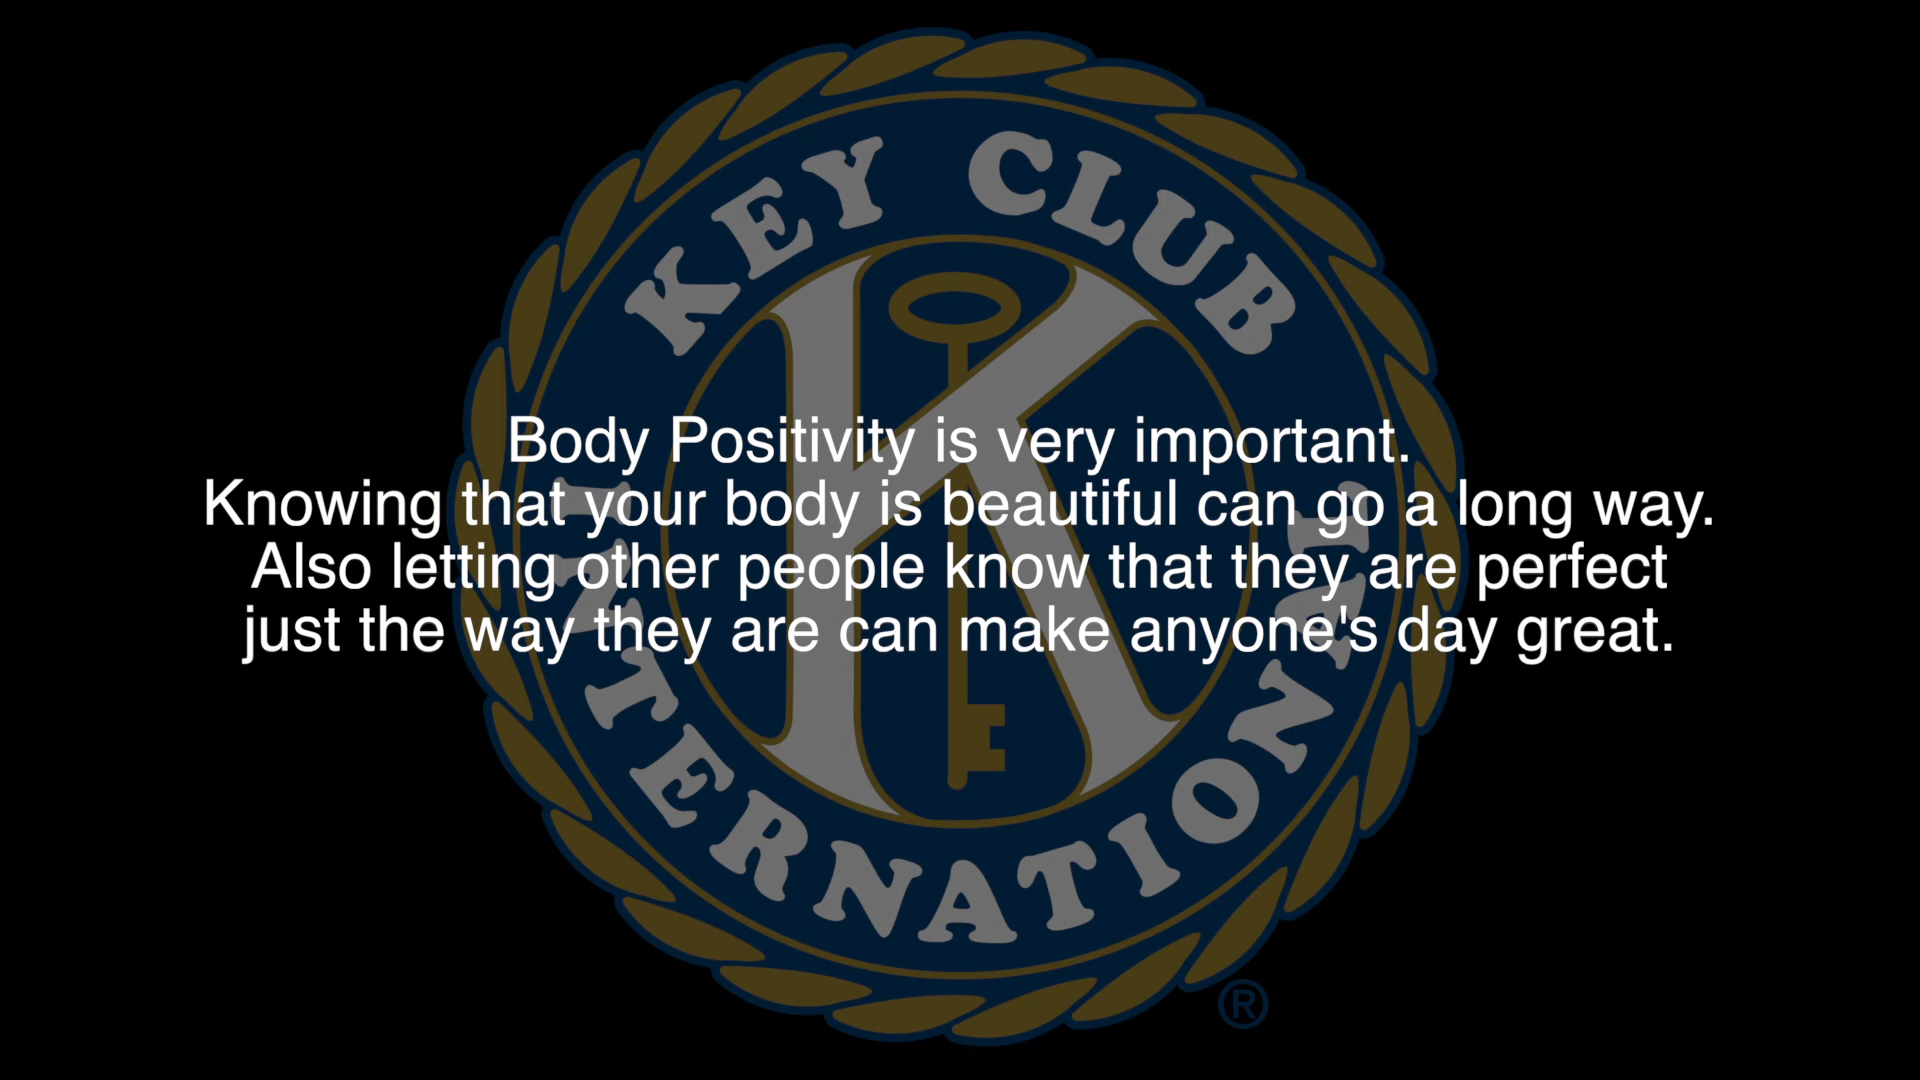 KEY CLUB
Body Positivity is very important.
Knowing that your body is beautiful can go a long way.
Also letting other people know that they are perfect
just the way they are can make anyone's day great.
INTERNATIONAL
K
®